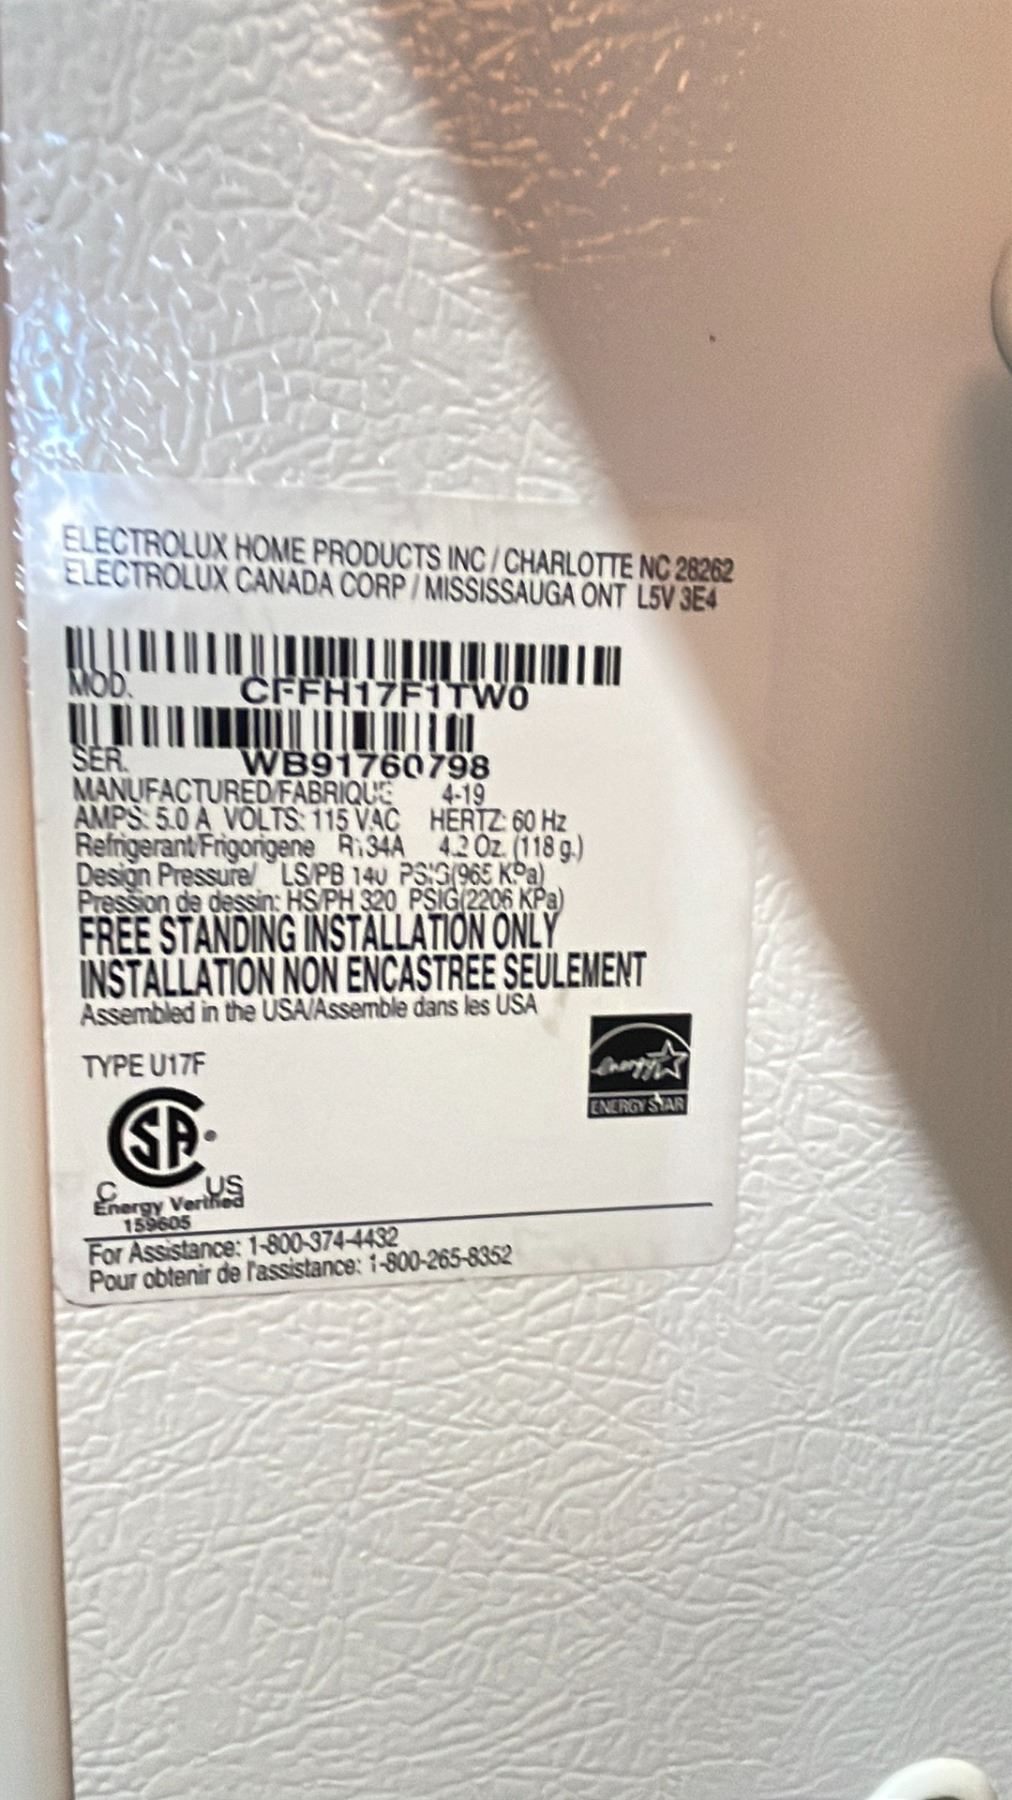 ELECTROLUX HOME PRODUCTS INC / CHARLOTTE NC 28262
ELECTROLUX CANADA CORP / MISSISSAUGA ONT L5V 3E4
MOD. CFFH17F1TW0
SER. WB91760798
MANUFACTURED/FABRIQUE 4-19
AMPS: 5.0 A VOLTS: 115 VAC HERTZ: 60 Hz
Refrigerant/Frigorigene R134A 4.2 Oz. (118 g.)
Design Pressure/ LS/PB 140 PSIG(965 KPa)
Pression de dessin: HS/PH 320 PSIG(2206 KPa)
FREE STANDING INSTALLATION ONLY
INSTALLATION NON ENCASTREE SEULEMENT
Assembled in the USA/Assemble dans les USA
TYPE U17F
energy
ENERGY STAR
SA
C US
Energy Verified
159605
For Assistance: 1-800-374-4432
Pour obtenir de l'assistance: 1-800-265-8352